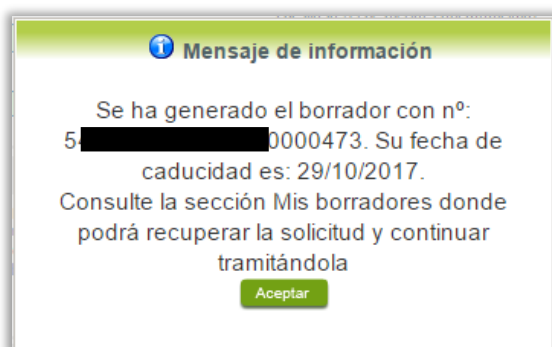 Mensaje de información
Se ha generado el borrador con nº:
5 0000473. Su fecha de
caducidad es: 29/10/2017.
Consulte la sección Mis borradores donde
podrá recuperar la solicitud y continuar
tramitándola
Aceptar